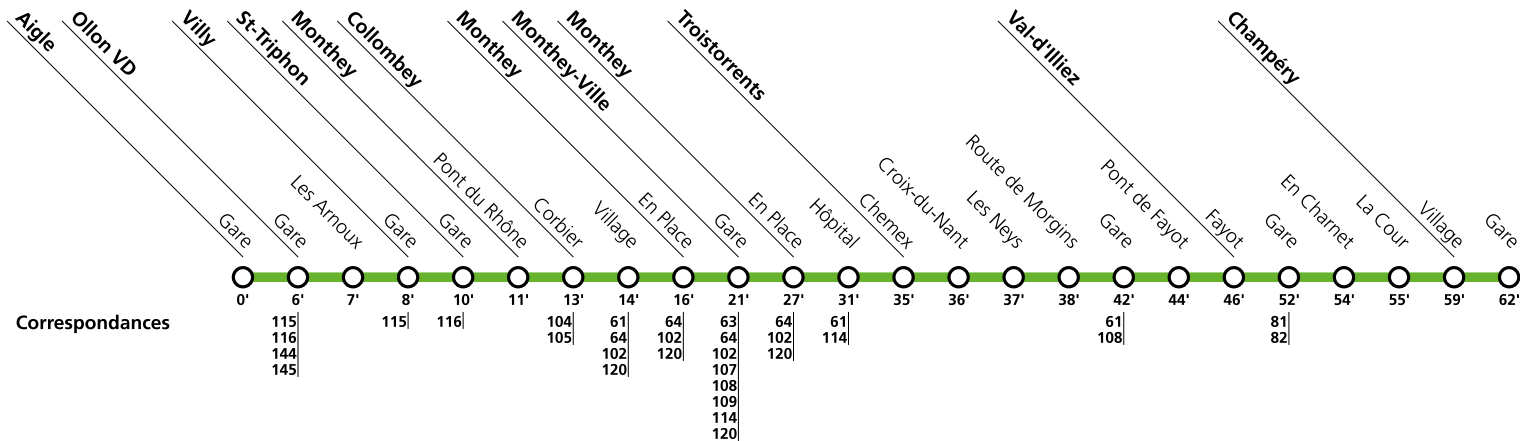 Aigle
Ollon VD
Villy
St-Triphon
Monthey
Collombey
Monthey
Monthey-Ville
Monthey
Troistorrents
Val-d'Illiez
Champéry
Gare
Gare
Les Arnoux
Gare
Gare
Pont du Rhône
Corbier
Village
En Place
Gare
En Place
Hôpital
Chemex
Croix-du-Nant
Les Neys
Route de Morgins
Gare
Pont de Fayot
Fayot
Gare
En Charnet
La Cour
Village
Gare
0' 6' 7' 8' 10' 11' 13' 14' 16' 21' 27' 31' 35' 36' 37' 38' 42' 44' 46' 52' 54' 55' 59' 62'
Correspondances 115 115 116 104 61 64 63 64 61 61 81
116 105 64 102 64 102 114 108 82
144 102 120 102 120
145 120 107
108
109
114
120